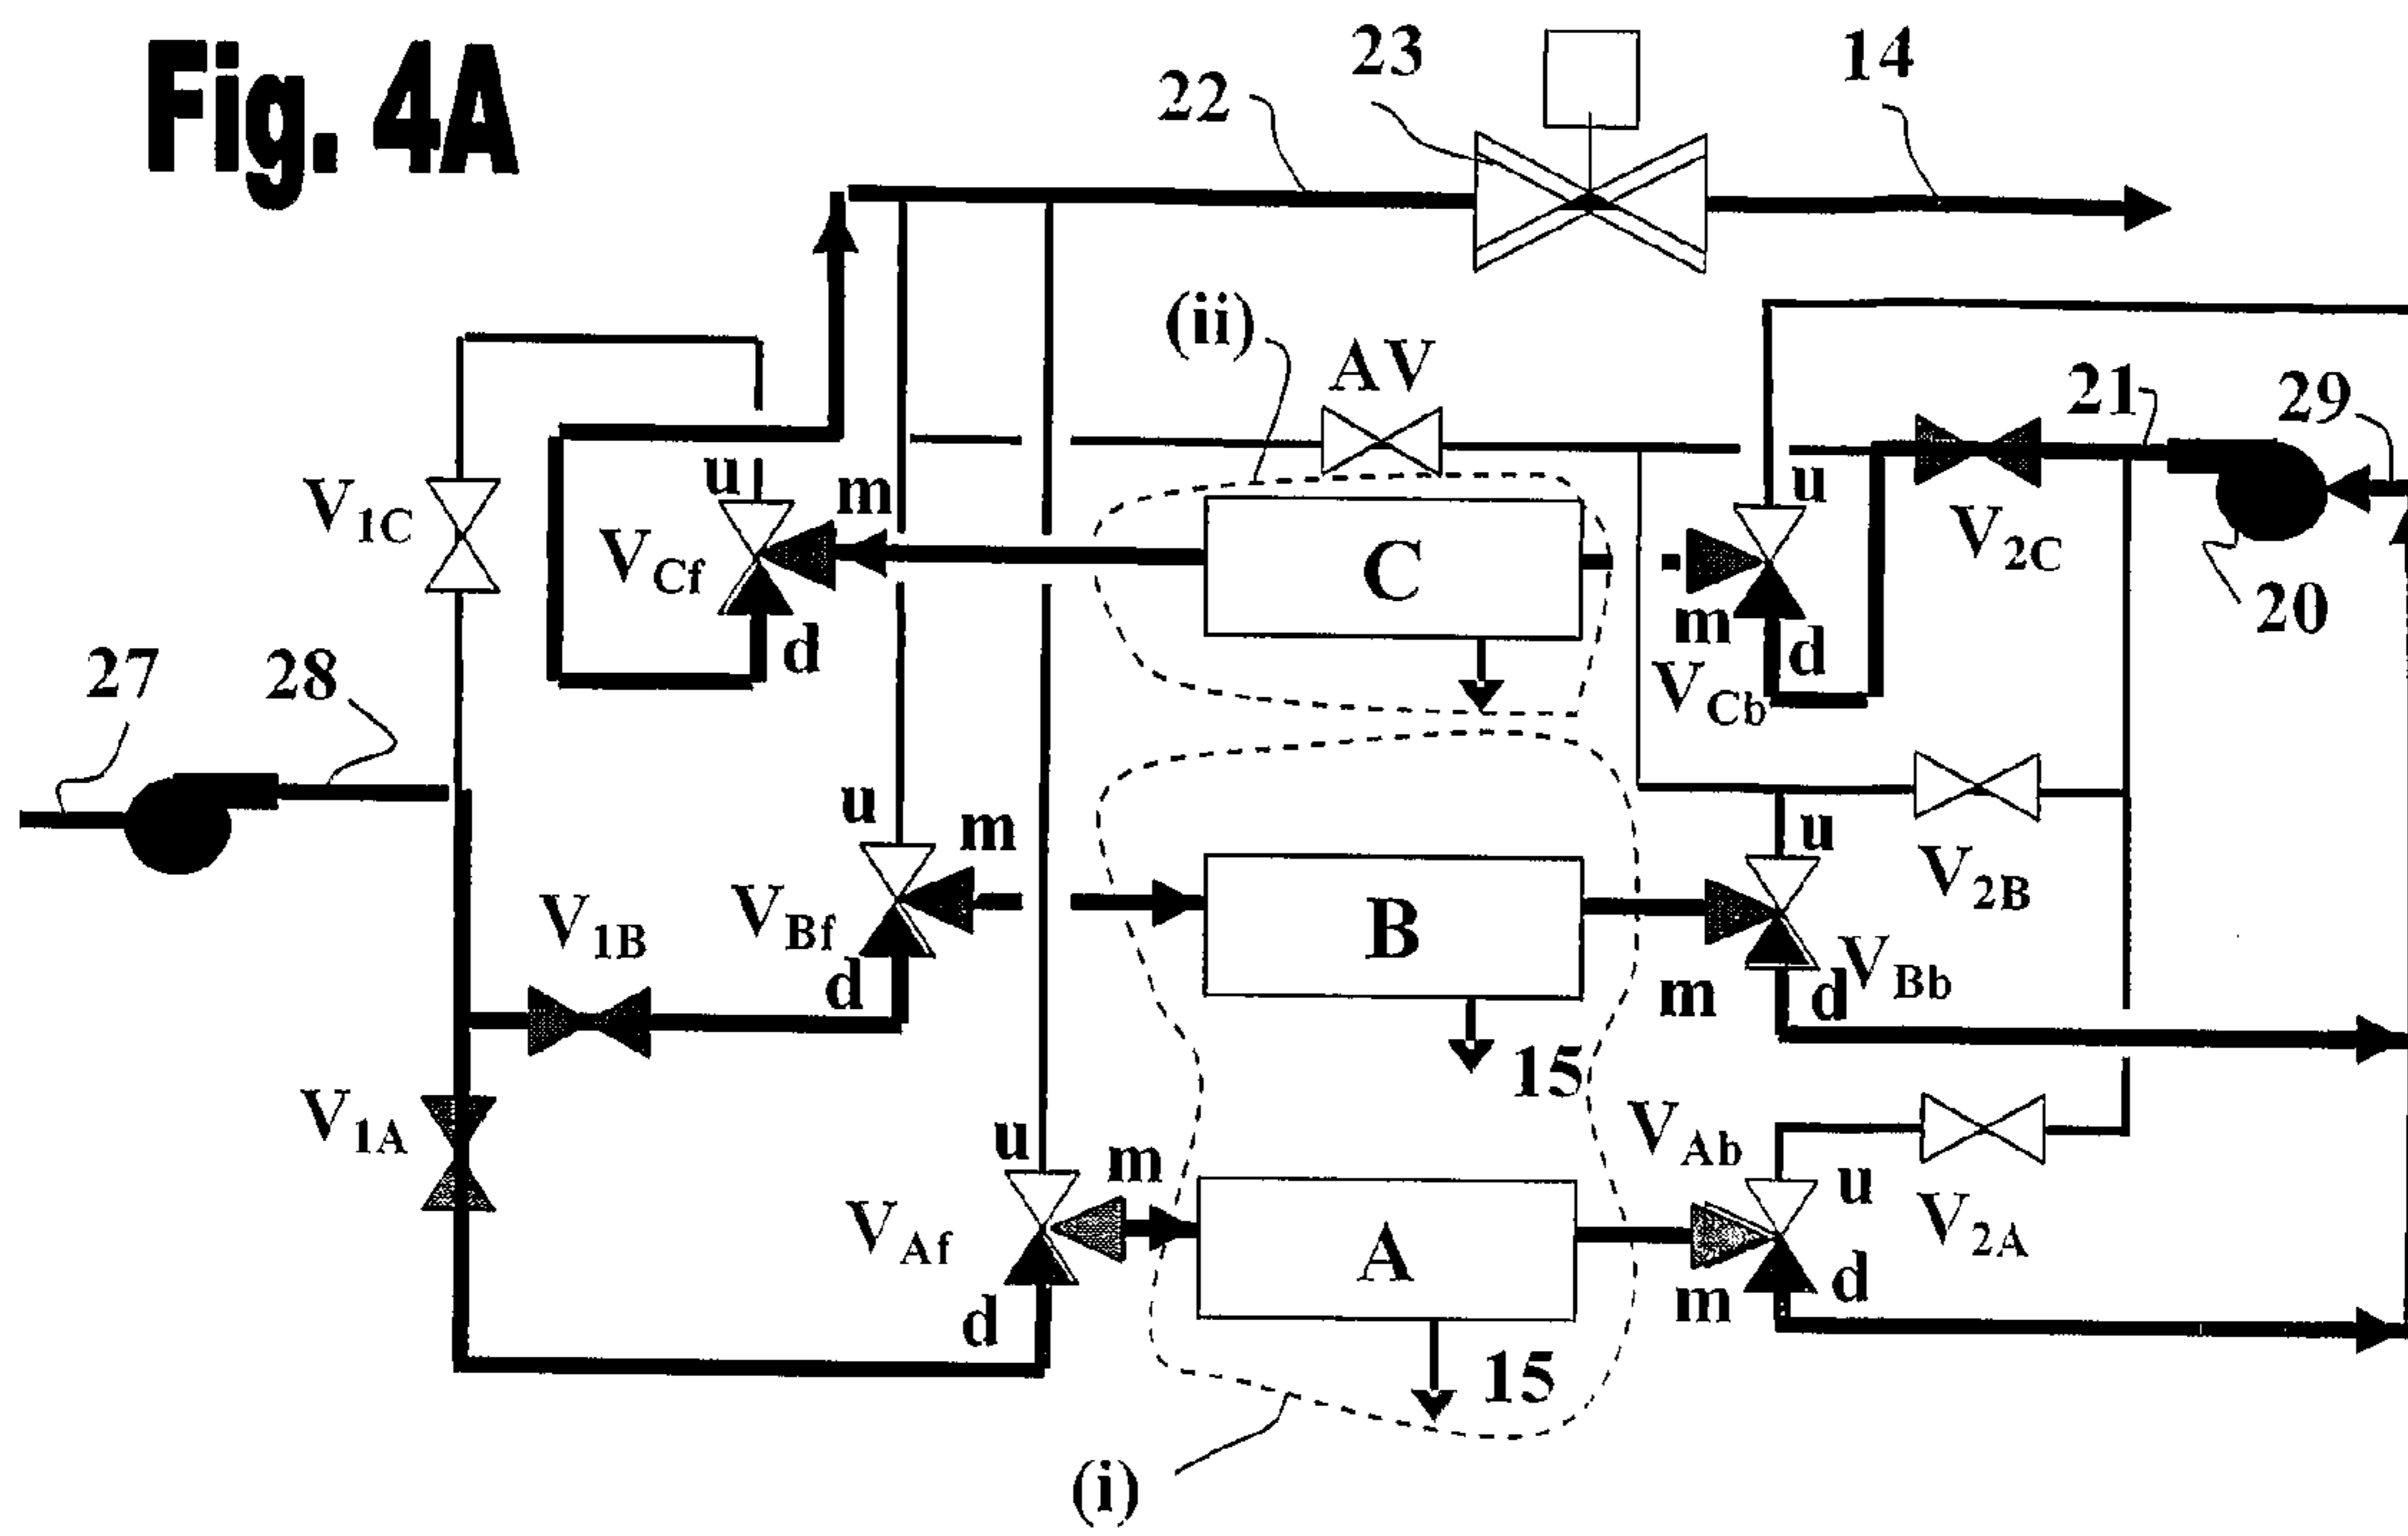 Fig. 4A
22
23
14
(ii)
AV
21
29
u
m
u
V1C
VCf
C
V2C
20
d
m
d
VCb
27
28
u
m
u
V2B
V1B
VBf
B
d
m
d
VBb
15
V1A
u
m
VAb
u
VAf
A
V2A
d
m
d
15
(i)